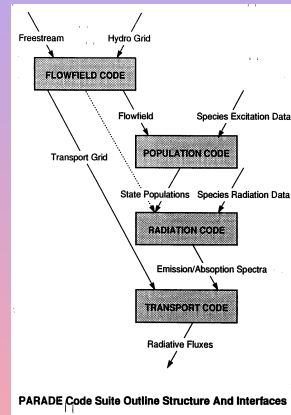 Freestream
Hydro Grid
FLOWFIELD CODE
Flowfield
Species Excitation Data
Transport Grid
POPULATION CODE
State Populations
Species Radiation Data
RADIATION CODE
Emission/Absoption Spectra
TRANSPORT CODE
Radiative Fluxes
PARADE Code Suite Outline Structure And Interfaces